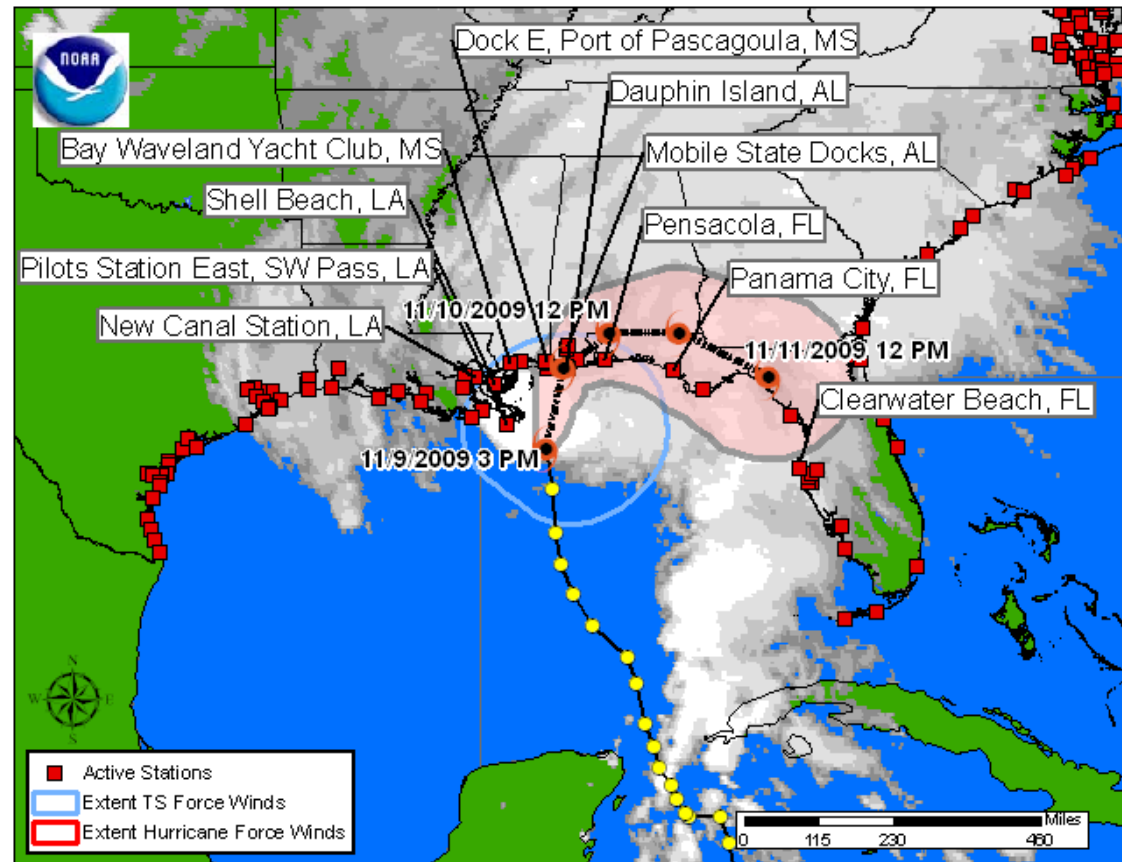 NOAA
Dock E, Port of Pascagoula, MS
Dauphin Island, AL
Bay Waveland Yacht Club, MS
Mobile State Docks, AL
Shell Beach, LA
Pensacola, FL
Pilots Station East, SW Pass, LA
Panama City, FL
11/10/2009 12 PM
New Canal Station, LA
11/11/2009 12 PM
Clearwater Beach, FL
11/9/2009 3 PM
N
W E
S
Active Stations
Extent TS Force Winds
Extent Hurricane Force Winds
Miles
0 115 230 460